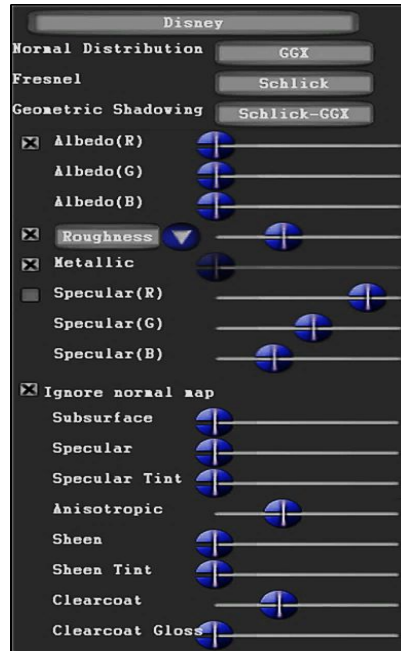 Disney
Normal Distribution GGX
Fresnel Schlick
Geometric Shadowing Schlick-GGX
Albedo(R)
Albedo(G)
Albedo(B)
Roughness
Metallic
Specular(R)
Specular(G)
Specular(B)
Ignore normal map
Subsurface
Specular
Specular Tint
Anisotropic
Sheen
Sheen Tint
Clearcoat
Clearcoat Gloss